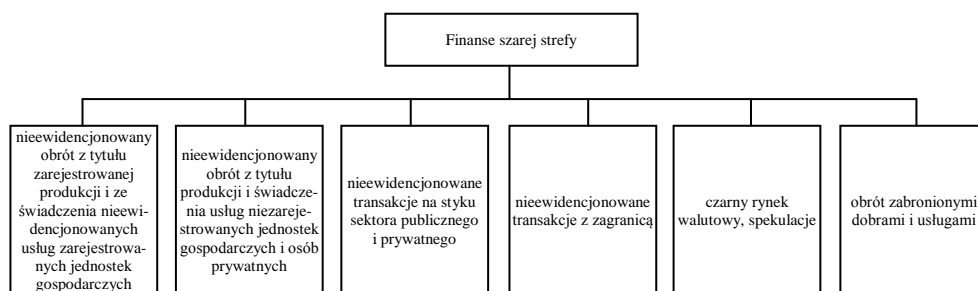 Finanse szarej strefy
nieewidencjonowany
obrót z tytułu
zarejestrowanej
produkcji i ze
świadczenia nieewi-
dencjonowanych
usług zarejestrowa-
nych jednostek
gospodarczych
nieewidencjonowany
obrót z tytułu
produkcji i świadcze-
nia usług niezareje-
strowanych jednostek
gospodarczych i osób
prywatnych
nieewidencjonowane
transakcje na styku
sektora publicznego
i prywatnego
nieewidencjonowane
transakcje z zagranicą
czarny rynek
walutowy, spekulacje
obrót zabronionymi
dobrami i usługami